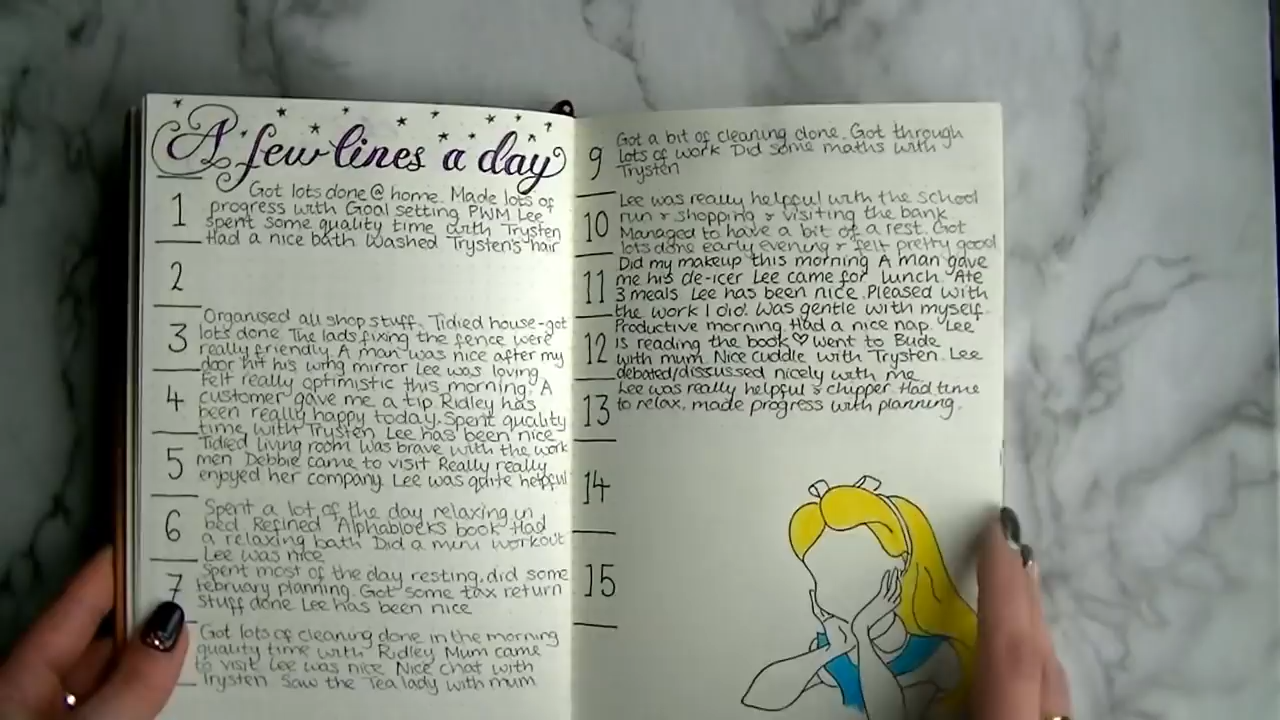 A few lines a day
1
Got lots done @ home. Made lots of
progress with Goal setting PWM Lee
spent some quality time with Trysten
Had a nice bath Washed Trysten's hair
2
3
Organised all shop stuff. Tidied house-got
lots done The lads fixing the fence were
really friendly A man was nice after my
door hit his wing mirror Lee was loving
4
Felt really optimistic this morning. A
customer gave me a tip Ridley has
been really happy today. Spent quality
time with Trysten Lee has been nice
5
Tidied living room Was brave with the work
men Debbie came to visit Really really
enjoyed her company. Lee was quite helpful
6
Spent a lot of the day relaxing in
bed Refined Alphablocks book Had
a relaxing bath Did a mini workout
Lee was nice
7
Spent most of the day resting, did some
february planning. Got some tax return
stuff done Lee has been nice
Got lots of cleaning done in the morning
quality time with Ridley Mum came
to visit Lee was nice Nice chat with
Trysten Saw the Tea lady with mum
9
Got a bit of cleaning done. Got through
lots of work Did some maths with
Trysten
10
Lee was really helpful with the school
run & shopping & visiting the bank
Managed to have a bit of a rest. Got
lots done early evening & felt pretty good
11
Did my makeup this morning A man gave
me his de-icer Lee came for lunch. Ate
3 meals Lee has been nice. Pleased with
the work I did. Was gentle with myself.
12
Productive morning. Had a nice nap. Lee
is reading the book ♡ Went to Bude
with mum Nice cuddle with Trysten. Lee
debated/discussed nicely with me
13
Lee was really helpful & chipper Had time
to relax, made progress with planning.
14
15